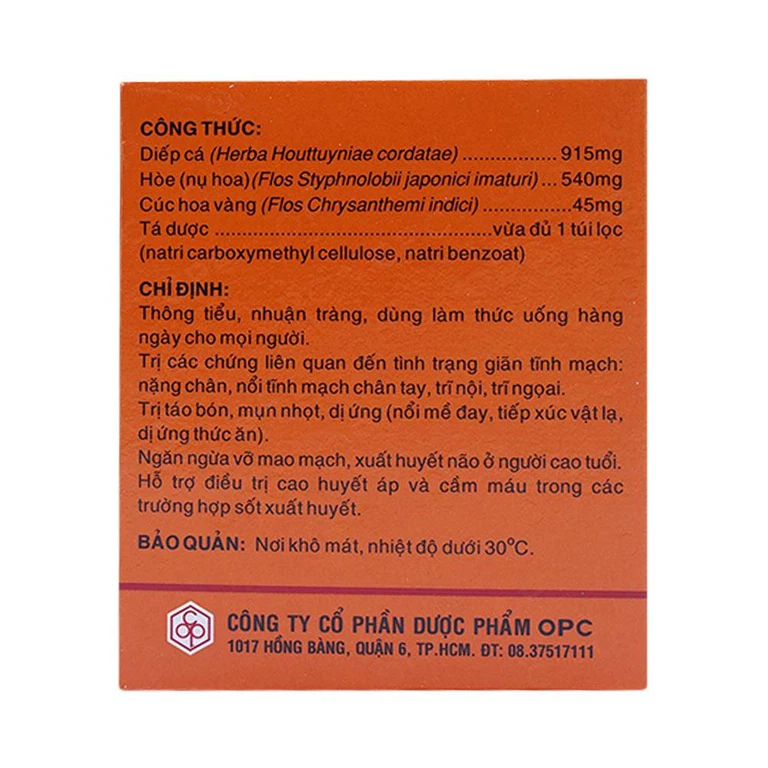 CÔNG THỨC:
Diếp cá (Herba Houttuyniae cordatae) .................. 915mg
Hòe (nụ hoa)(Flos Styphnolobii japonici imaturi) ... 540mg
Cúc hoa vàng (Flos Chrysanthemi indici) .................45mg
Tá dược .....................................................vừa đủ 1 túi lọc
(natri carboxymethyl cellulose, natri benzoat)
CHỈ ĐỊNH:
Thông tiểu, nhuận tràng, dùng làm thức uống hàng
ngày cho mọi người.
Trị các chứng liên quan đến tình trạng giãn tĩnh mạch:
nặng chân, nổi tĩnh mạch chân tay, trĩ nội, trĩ ngoại.
Trị táo bón, mụn nhọt, dị ứng (nổi mề đay, tiếp xúc vật lạ,
dị ứng thức ăn).
Ngăn ngừa vỡ mao mạch, xuất huyết não ở người cao tuổi.
Hỗ trợ điều trị cao huyết áp và cầm máu trong các
trường hợp sốt xuất huyết.
BẢO QUẢN: Nơi khô mát, nhiệt độ dưới 30°C.
OPC
CÔNG TY CỔ PHẦN DƯỢC PHẨM OPC
1017 HỒNG BÀNG, QUẬN 6, TP.HCM. ĐT: 08.37517111